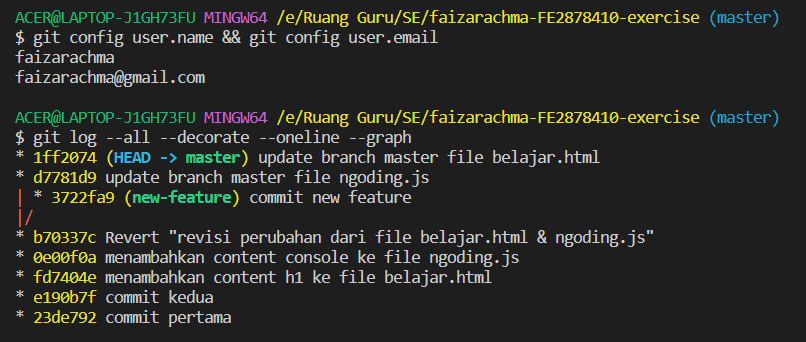 ACER@LAPTOP-J1GH73FU MINGW64 /e/Ruang Guru/SE/faizarachma-FE2878410-exercise (master)
$ git config user.name && git config user.email
faizarachma
faizarachma@gmail.com
ACER@LAPTOP-J1GH73FU MINGW64 /e/Ruang Guru/SE/faizarachma-FE2878410-exercise (master)
$ git log --all --decorate --oneline --graph
* 1ff2074 (HEAD -> master) update branch master file belajar.html
* d7781d9 update branch master file ngoding.js
| * 3722fa9 (new-feature) commit new feature
|/
* b70337c Revert "revisi perubahan dari file belajar.html & ngoding.js"
* 0e00f0a menambahkan content console ke file ngoding.js
* fd7404e menambahkan content h1 ke file belajar.html
* e190b7f commit kedua
* 23de792 commit pertama